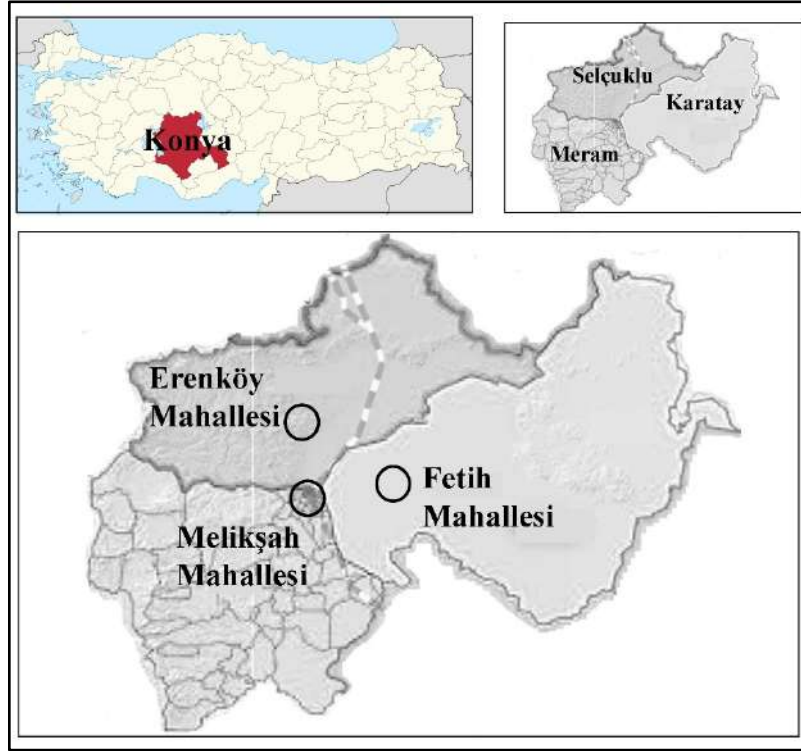 Konya
Selçuklu
Karatay
Meram
Erenköy
Mahallesi
Fetih
Mahallesi
Melikşah
Mahallesi